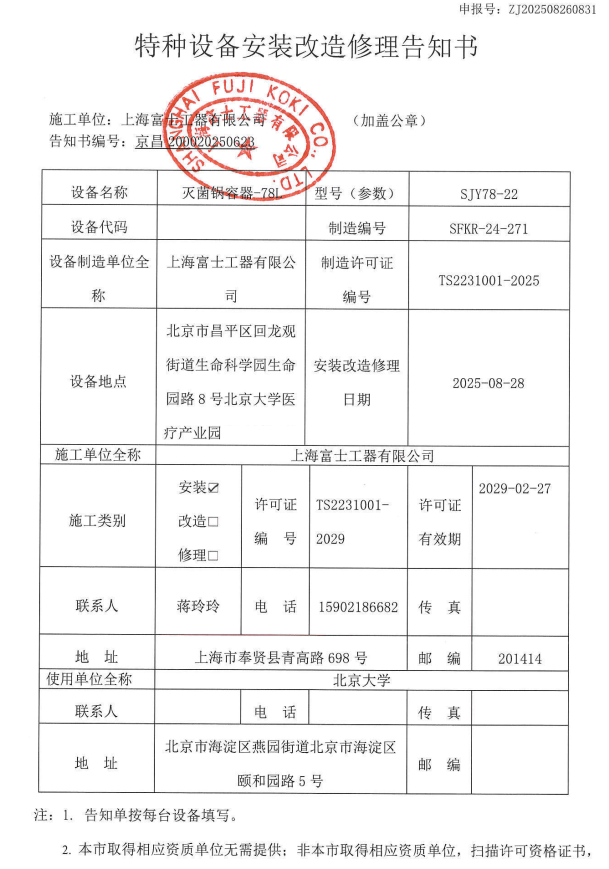 申报号: ZJ202508260831
特种设备安装改造修理告知书
SHANGHAI FUJI KOKI CO., LTD.
上海富士工器有限公司
施工单位: 上海富士工器有限公司 (加盖公章)
告知书编号: 京昌200020250623
设备名称 灭菌锅容器-78L 型号(参数) SJY78-22
设备代码 制造编号 SFKR-24-271
设备制造单位全 上海富士工器有限公 制造许可证 TS2231001-2025
称 司 编号
北京市昌平区回龙观
街道生命科学园生命 安装改造修理
设备地点 园路8号北京大学医 日期 2025-08-28
疗产业园
施工单位全称 上海富士工器有限公司
安装☑ 许可证 TS2231001- 许可证 2029-02-27
施工类别 改造□ 编 号 2029 有效期
修理□
联系人 蒋玲玲 电 话 15902186682 传 真
地 址 上海市奉贤县青高路698号 邮 编 201414
使用单位全称 北京大学
联系人 电 话 传 真
地 址 北京市海淀区燕园街道北京市海淀区 邮 编
颐和园路5号
注: 1. 告知单按每台设备填写。
2. 本市取得相应资质单位无需提供; 非本市取得相应资质单位, 扫描许可资格证书,